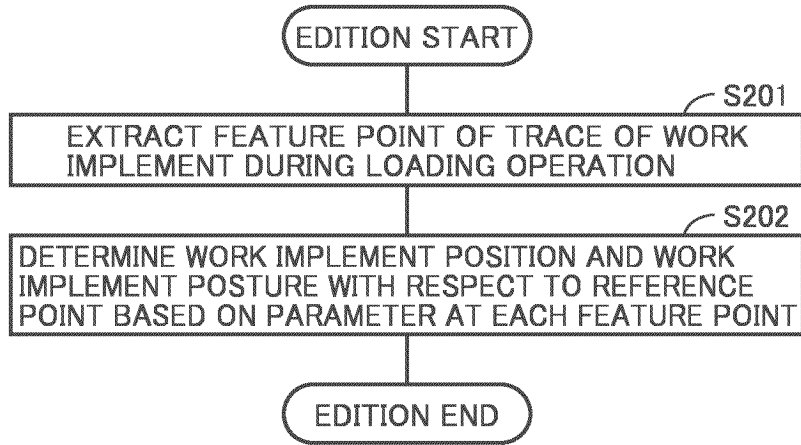 EDITION START
S201
EXTRACT FEATURE POINT OF TRACE OF WORK
IMPLEMENT DURING LOADING OPERATION
S202
DETERMINE WORK IMPLEMENT POSITION AND WORK
IMPLEMENT POSTURE WITH RESPECT TO REFERENCE
POINT BASED ON PARAMETER AT EACH FEATURE POINT
EDITION END